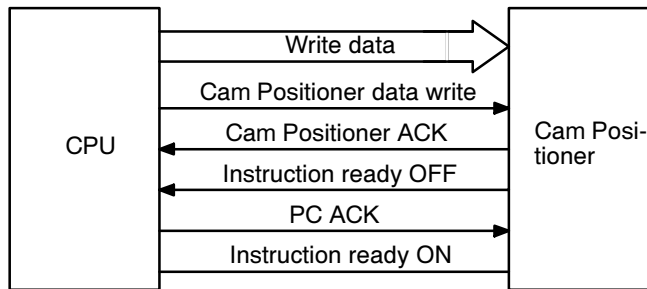 Write data
Cam Positioner data write
CPU
Cam Positioner ACK
Cam Posi-
tioner
Instruction ready OFF
PC ACK
Instruction ready ON